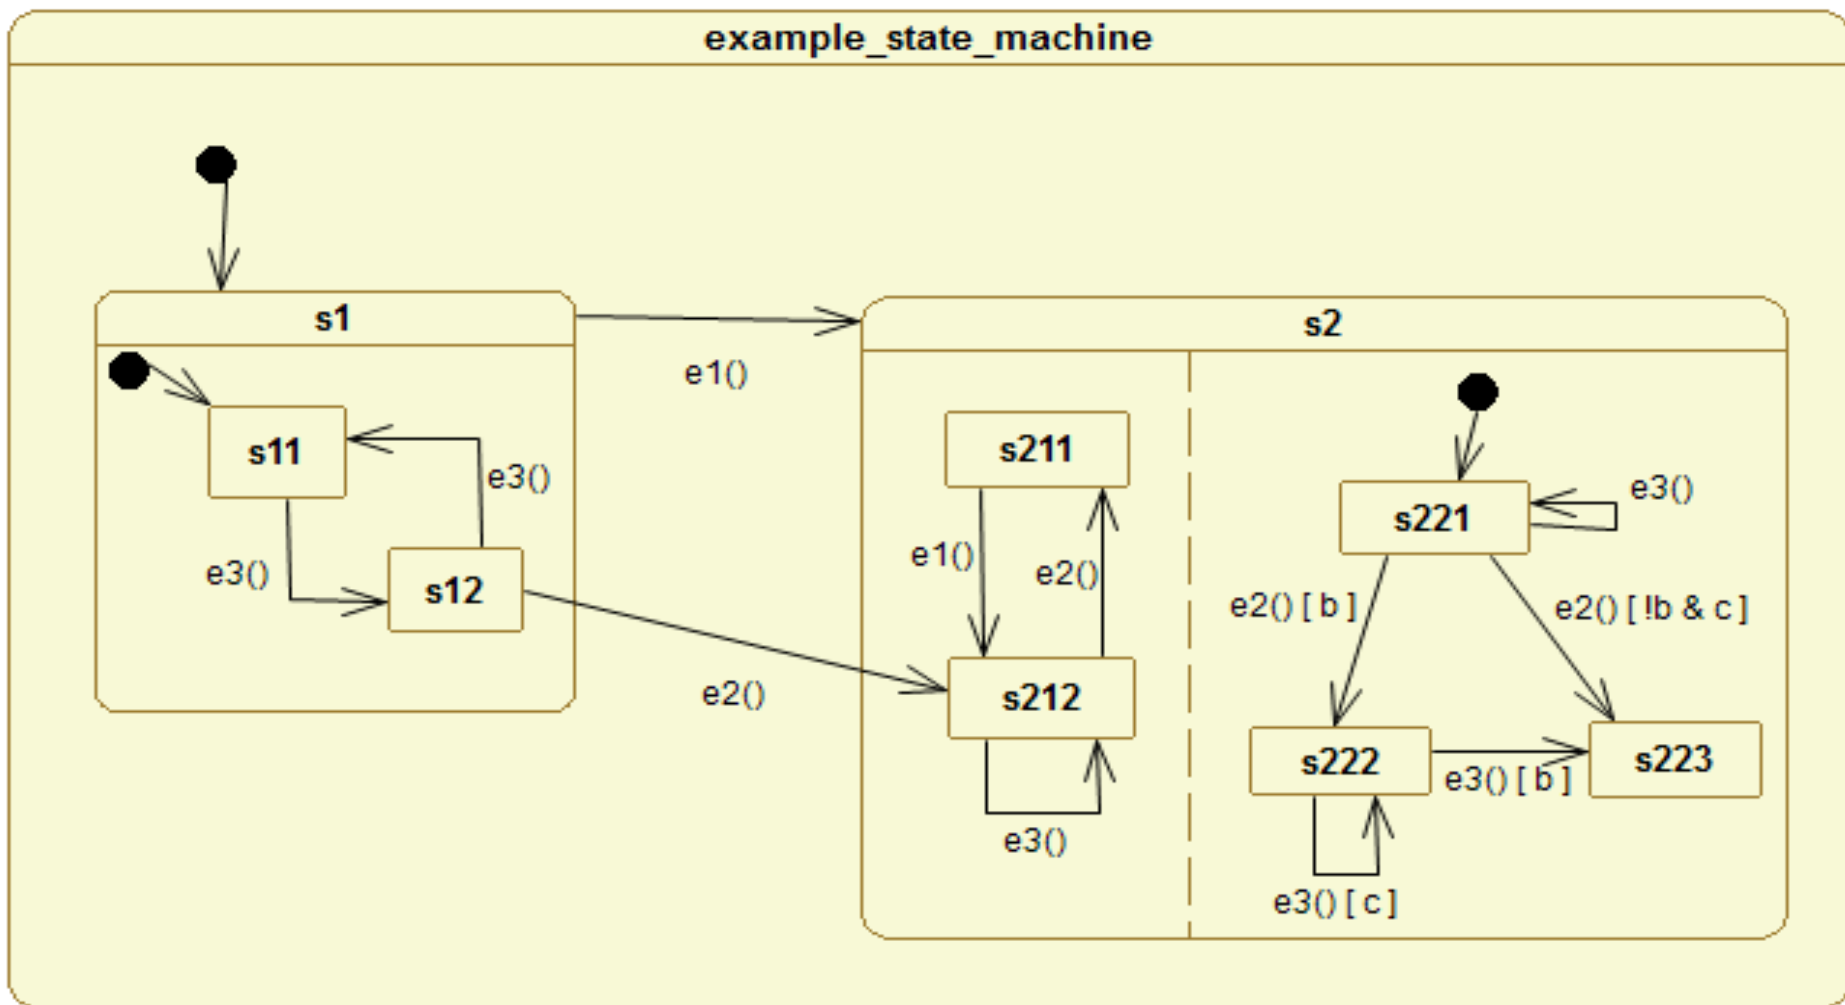 example_state_machine
s1
s2
e1()
s11
s211
e3()
s221
e3()
e3()
e1()
e2()
s12
e2() [ b ]
e2() [ !b & c ]
e2()
s212
s222
e3() [ b ]
s223
e3()
e3() [ c ]